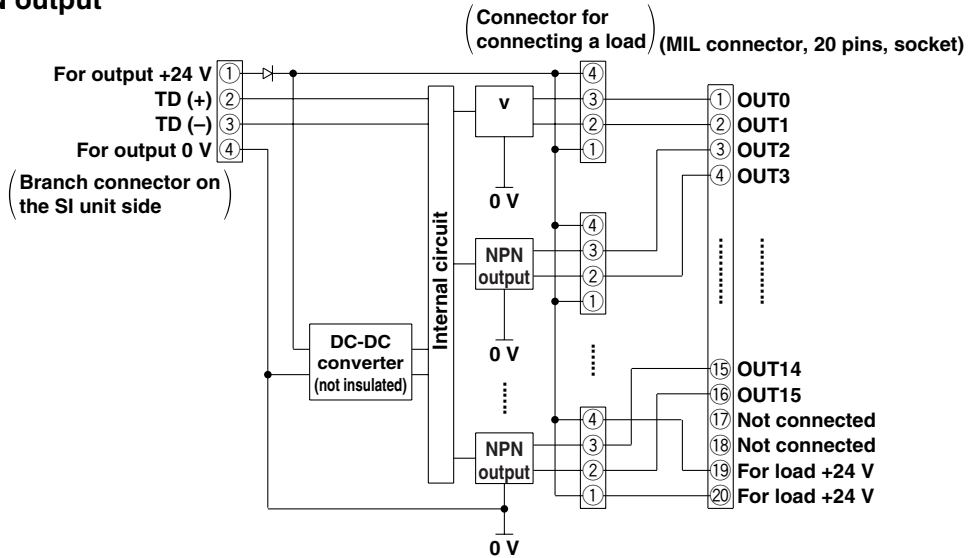 output
Connector for
connecting a load
(MIL connector, 20 pins, socket)
For output +24 V ①
TD (+) ②
TD (–) ③
For output 0 V ④
Branch connector on
the SI unit side
Internal circuit
DC-DC
converter
(not insulated)
v
0 V
NPN
output
0 V
NPN
output
0 V
④
③
②
①
④
③
②
①
④
③
②
①
① OUT0
② OUT1
③ OUT2
④ OUT3
⑮ OUT14
⑯ OUT15
⑰ Not connected
⑱ Not connected
⑲ For load +24 V
⑳ For load +24 V